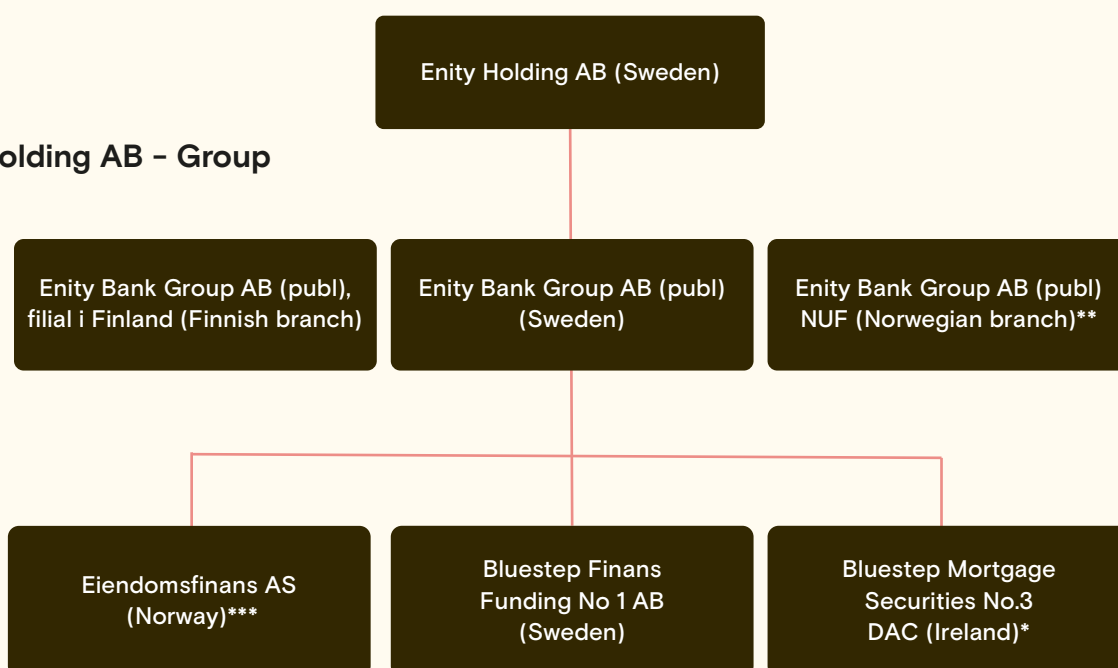 Enity Holding AB (Sweden)
olding AB – Group
Enity Bank Group AB (publ),
filial i Finland (Finnish branch)
Enity Bank Group AB (publ)
(Sweden)
Enity Bank Group AB (publ)
NUF (Norwegian branch)**
Eiendomsfinans AS
(Norway)***
Bluestep Finans
Funding No 1 AB
(Sweden)
Bluestep Mortgage
Securities No.3
DAC (Ireland)*